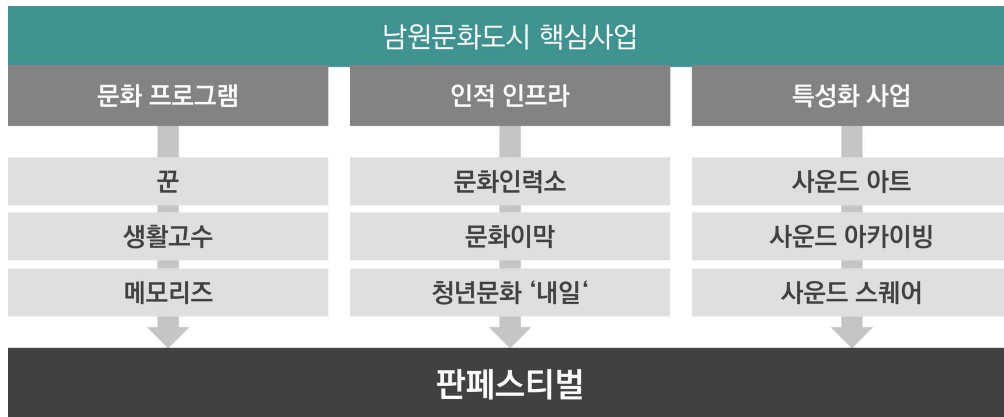 남원문화도시 핵심사업
문화 프로그램
꾼
생활고수
메모리즈
인적 인프라
문화인력소
문화이막
청년문화 ‘내일‘
특성화 사업
사운드 아트
사운드 아카이빙
사운드 스퀘어
판페스티벌